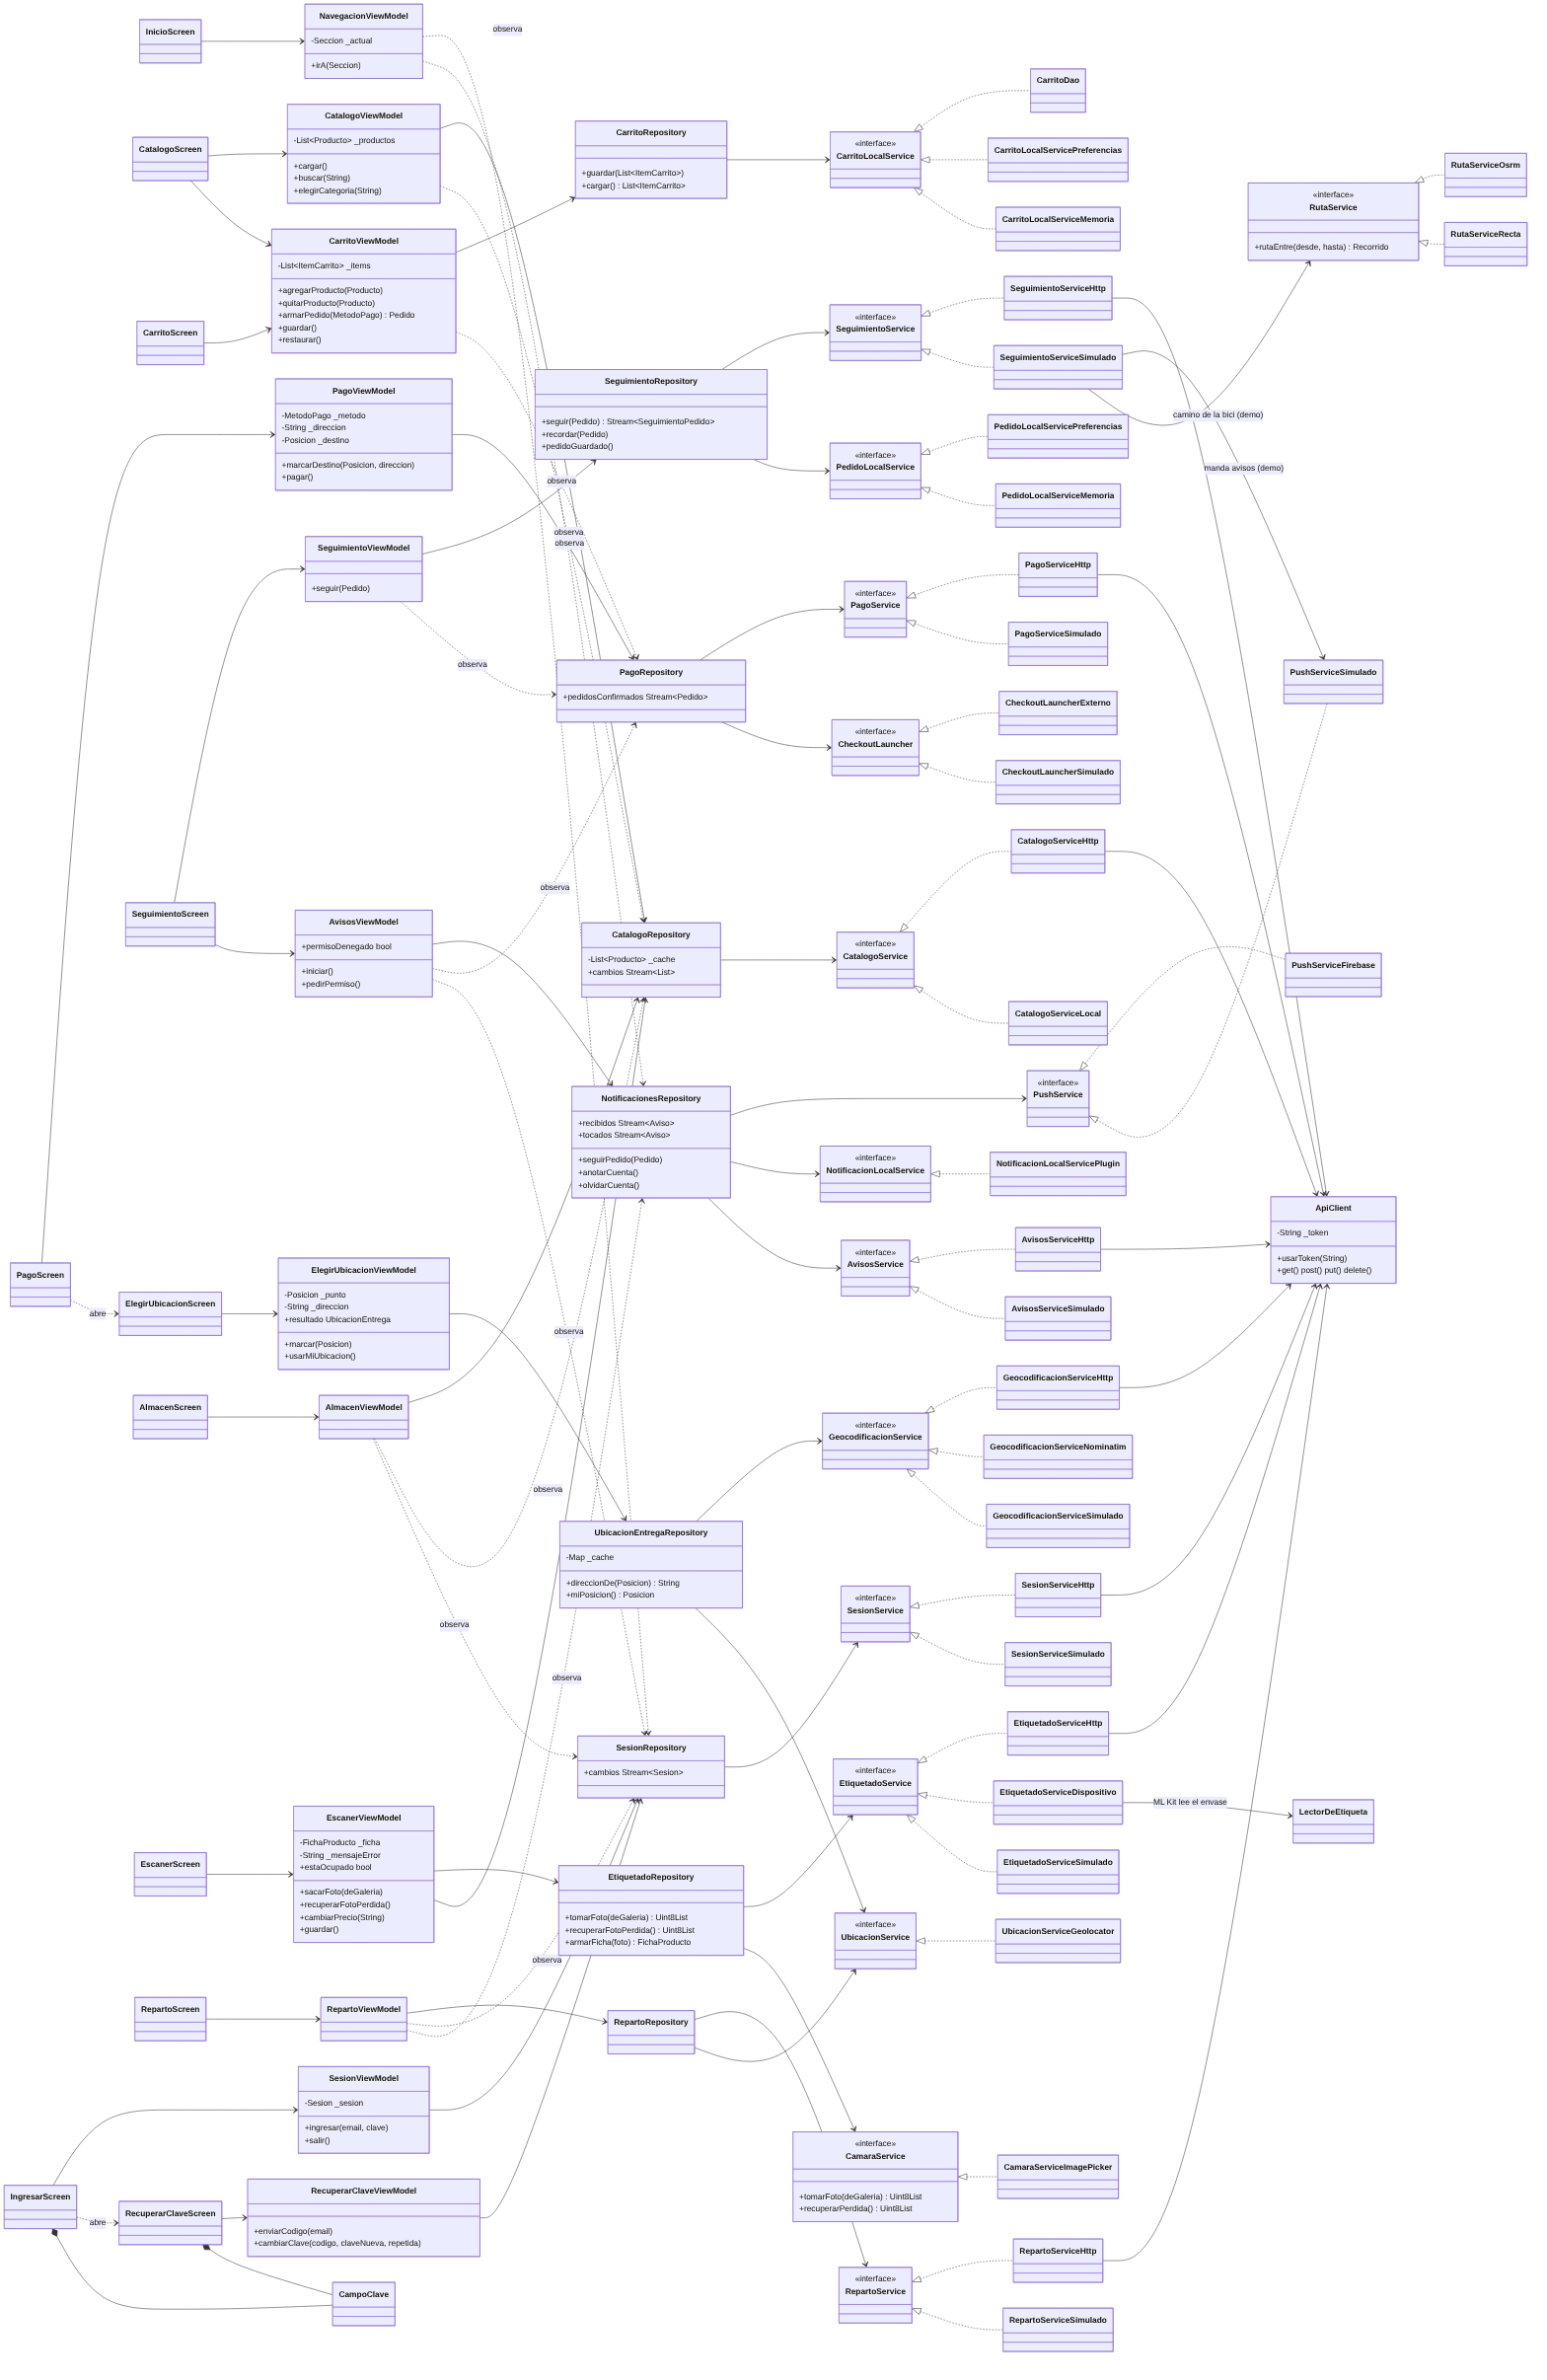 InicioScreen
NavegacionViewModel
-Seccion _actual
+irA(Seccion)
observa
CatalogoScreen
CatalogoViewModel
-List<Producto> _productos
+cargar()
+buscar(String)
+elegirCategoria(String)
CarritoScreen
CarritoViewModel
-List<ItemCarrito> _items
+agregarProducto(Producto)
+quitarProducto(Producto)
+armarPedido(MetodoPago) : Pedido
+guardar()
+restaurar()
PagoViewModel
-MetodoPago _metodo
-String _direccion
-Posicion _destino
+marcarDestino(Posicion, direccion)
+pagar()
SeguimientoViewModel
+seguir(Pedido)
observa
observa
observa
observa
SeguimientoScreen
AvisosViewModel
+permisoDenegado bool
+iniciar()
+pedirPermiso()
observa
PagoScreen
abre
ElegirUbicacionScreen
ElegirUbicacionViewModel
-Posicion _punto
-String _direccion
+resultado UbicacionEntrega
+marcar(Posicion)
+usarMiUbicacion()
observa
AlmacenScreen
AlmacenViewModel
observa
observa
observa
EscanerScreen
EscanerViewModel
-FichaProducto _ficha
-String _mensajeError
+estaOcupado bool
+sacarFoto(deGaleria)
+recuperarFotoPerdida()
+cambiarPrecio(String)
+guardar()
observa
RepartoScreen
RepartoViewModel
SesionViewModel
-Sesion _sesion
+ingresar(email, clave)
+salir()
IngresarScreen
abre
RecuperarClaveScreen
RecuperarClaveViewModel
+enviarCodigo(email)
+cambiarClave(codigo, claveNueva, repetida)
CampoClave
CarritoRepository
+guardar(List<ItemCarrito>)
+cargar() : List<ItemCarrito>
SeguimientoRepository
+seguir(Pedido) : Stream<SeguimientoPedido>
+recordar(Pedido)
+pedidoGuardado()
PagoRepository
+pedidosConfirmados Stream<Pedido>
CatalogoRepository
-List<Producto> _cache
+cambios Stream<List>
NotificacionesRepository
+recibidos Stream<Aviso>
+tocados Stream<Aviso>
+seguirPedido(Pedido)
+anotarCuenta()
+olvidarCuenta()
UbicacionEntregaRepository
-Map _cache
+direccionDe(Posicion) : String
+miPosicion() : Posicion
SesionRepository
+cambios Stream<Sesion>
EtiquetadoRepository
+tomarFoto(deGaleria) : Uint8List
+recuperarFotoPerdida() : Uint8List
+armarFicha(foto) : FichaProducto
RepartoRepository
«interface»
CarritoLocalService
CarritoDao
CarritoLocalServicePreferencias
CarritoLocalServiceMemoria
«interface»
SeguimientoService
SeguimientoServiceHttp
SeguimientoServiceSimulado
«interface»
PedidoLocalService
PedidoLocalServicePreferencias
PedidoLocalServiceMemoria
«interface»
PagoService
PagoServiceHttp
PagoServiceSimulado
«interface»
CheckoutLauncher
CheckoutLauncherExterno
CheckoutLauncherSimulado
«interface»
CatalogoService
CatalogoServiceHttp
CatalogoServiceLocal
«interface»
PushService
«interface»
NotificacionLocalService
NotificacionLocalServicePlugin
«interface»
AvisosService
AvisosServiceHttp
AvisosServiceSimulado
«interface»
GeocodificacionService
GeocodificacionServiceHttp
GeocodificacionServiceNominatim
GeocodificacionServiceSimulado
«interface»
SesionService
SesionServiceHttp
SesionServiceSimulado
«interface»
EtiquetadoService
EtiquetadoServiceHttp
EtiquetadoServiceDispositivo
EtiquetadoServiceSimulado
«interface»
UbicacionService
UbicacionServiceGeolocator
«interface»
CamaraService
+tomarFoto(deGaleria) : Uint8List
+recuperarPerdida() : Uint8List
CamaraServiceImagePicker
«interface»
RepartoService
RepartoServiceHttp
RepartoServiceSimulado
«interface»
RutaService
+rutaEntre(desde, hasta) : Recorrido
RutaServiceOsrm
RutaServiceRecta
camino de la bici (demo)
manda avisos (demo)
PushServiceSimulado
PushServiceFirebase
ApiClient
-String _token
+usarToken(String)
+get() post() put() delete()
ML Kit lee el envase
LectorDeEtiqueta